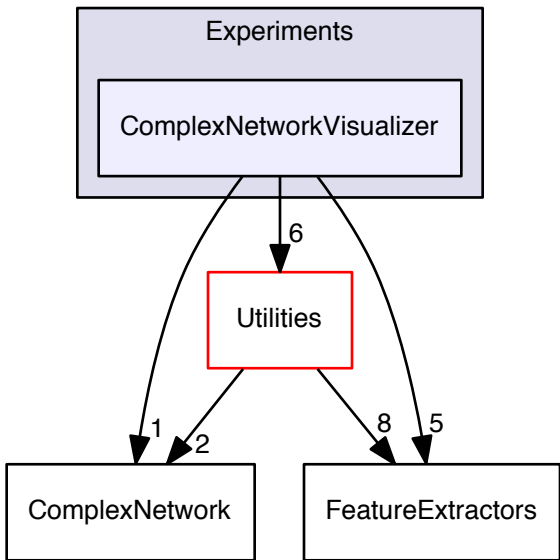 Experiments
ComplexNetworkVisualizer
6
Utilities
1
2
8
5
ComplexNetwork
FeatureExtractors